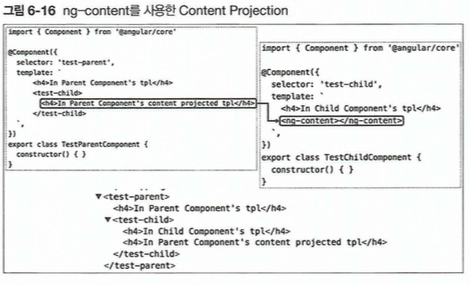 그림 6-16 ng-content를 사용한 Content Projection
import { Component } from '@angular/core'
@Component({
selector: 'test-parent',
template: `
<h4>In Parent Component's tpl</h4>
<test-child>
<h4>In Parent Component's content projected tpl</h4>
</test-child>
`,
})
export class TestParentComponent {
constructor() { }
}
import { Component } from '@angular/core'
@Component({
selector: 'test-child',
template: `
<h4>In Child Component's tpl</h4>
<ng-content></ng-content>
`,
})
export class TestChildComponent {
constructor() { }
}
▼<test-parent>
<h4>In Parent Component's tpl</h4>
▼<test-child>
<h4>In Child Component's tpl</h4>
<h4>In Parent Component's content projected tpl</h4>
</test-child>
</test-parent>